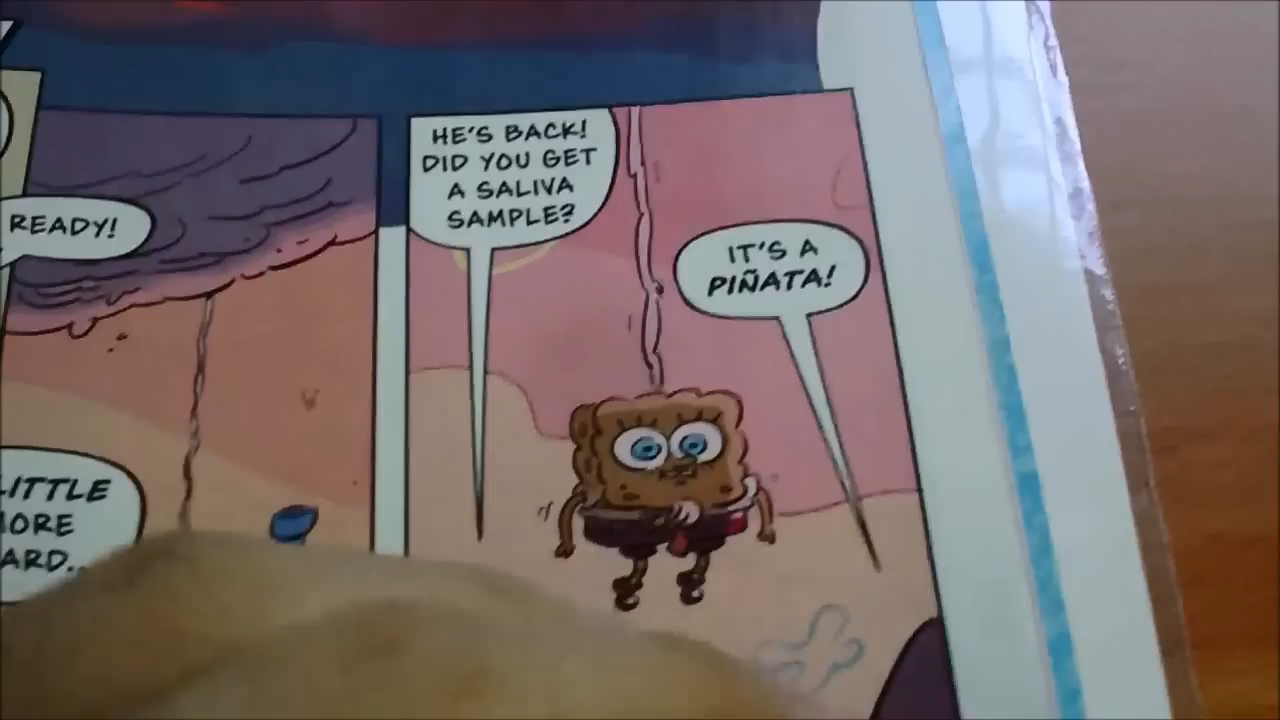 READY!
HE'S BACK!
DID YOU GET
A SALIVA
SAMPLE?
IT'S A
PIÑATA!